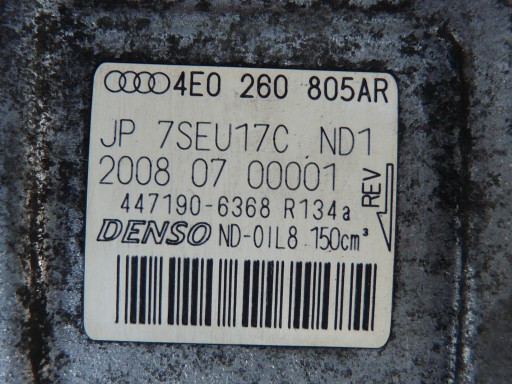 4E0 260 805AR
JP 7SEU17C ND1
2008 07 00001
447190-6368 R134a
REV
DENSO ND-OIL8 150cm³